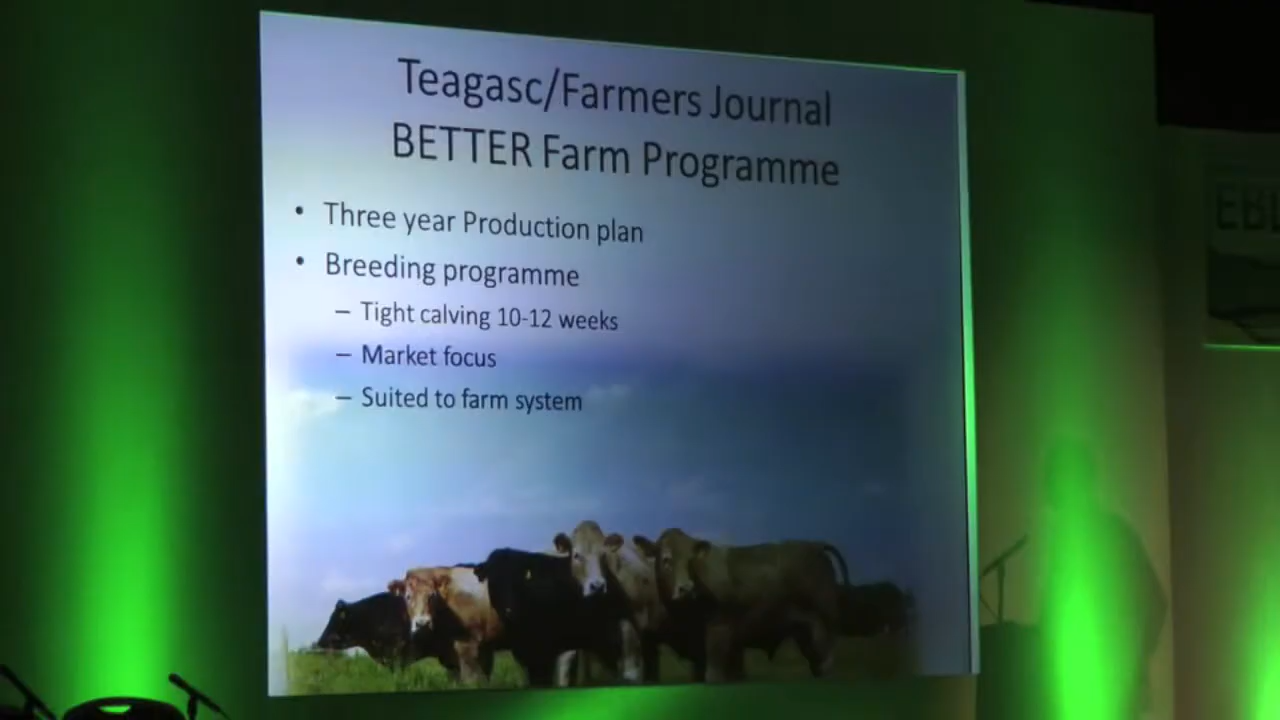 Teagasc/Farmers Journal
BETTER Farm Programme
• Three year Production plan
• Breeding programme
– Tight calving 10-12 weeks
– Market focus
– Suited to farm system